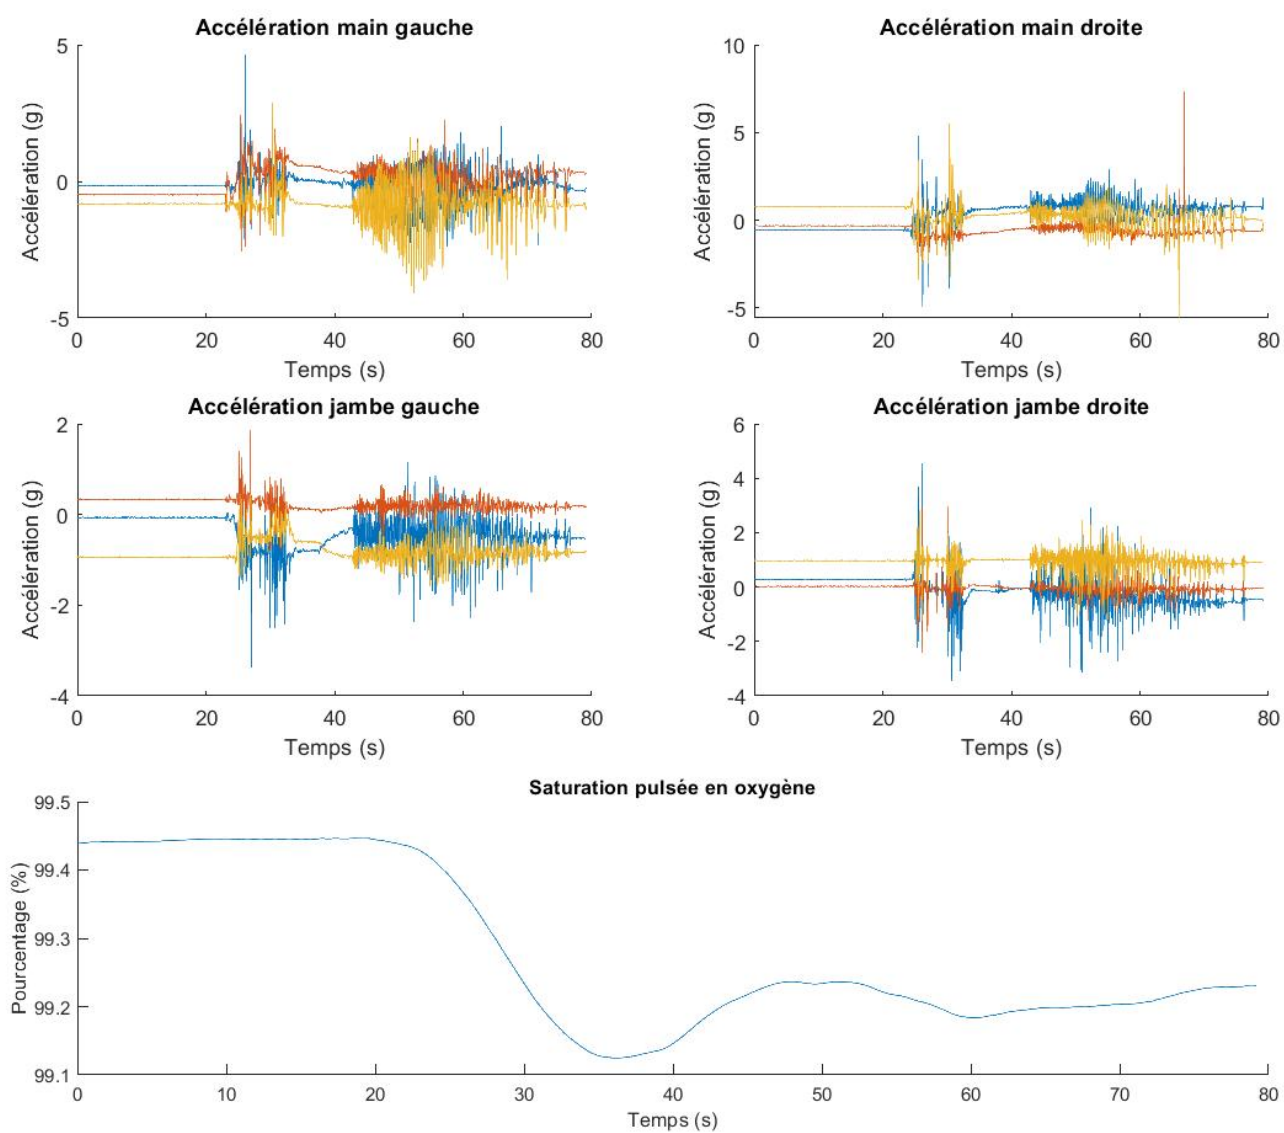 Accélération main gauche
Accélération (g)
5
0
-5
0 20 40 60 80
Temps (s)
Accélération main droite
Accélération (g)
10
5
0
-5
0 20 40 60 80
Temps (s)
Accélération jambe gauche
Accélération (g)
2
0
-2
-4
0 20 40 60 80
Temps (s)
Accélération jambe droite
Accélération (g)
6
4
2
0
-2
-4
0 20 40 60 80
Temps (s)
Saturation pulsée en oxygène
Pourcentage (%)
99.5
99.4
99.3
99.2
99.1
0 10 20 30 40 50 60 70 80
Temps (s)